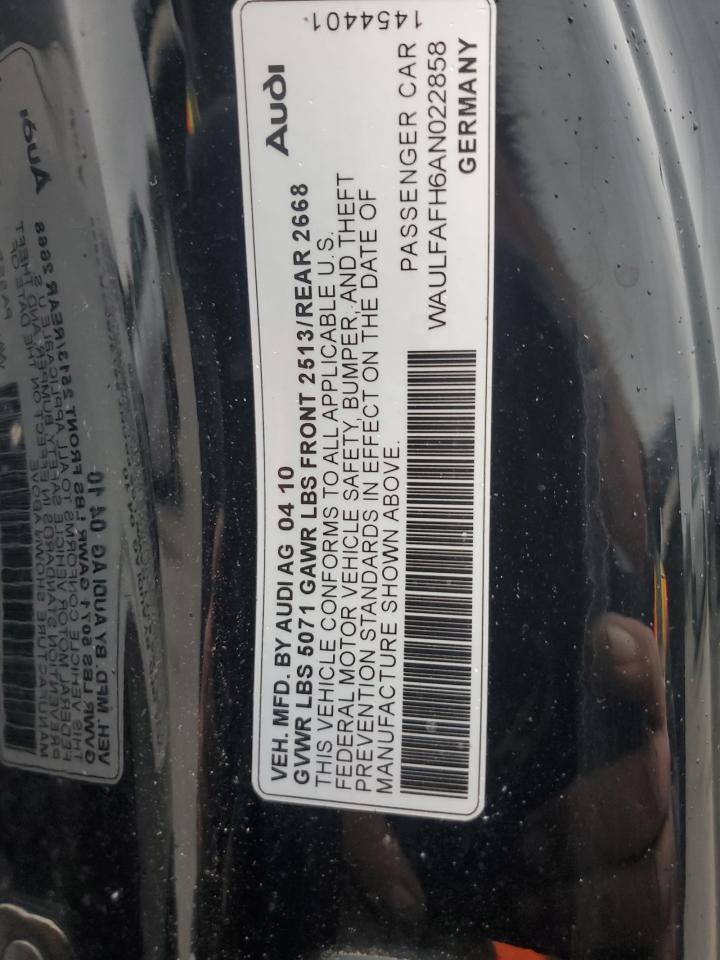 VEH. MFD. BY AUDI AG 04 10
GVWR LBS 5071 GAWR LBS FRONT 2513/REAR 2668
THIS VEHICLE CONFORMS TO ALL APPLICABLE U.S.
FEDERAL MOTOR VEHICLE SAFETY, BUMPER, AND THEFT
PREVENTION STANDARDS IN EFFECT ON THE DATE OF
MANUFACTURE SHOWN ABOVE.
Audi
1454401
PASSENGER CAR
WAULFAFH6AN022858
GERMANY